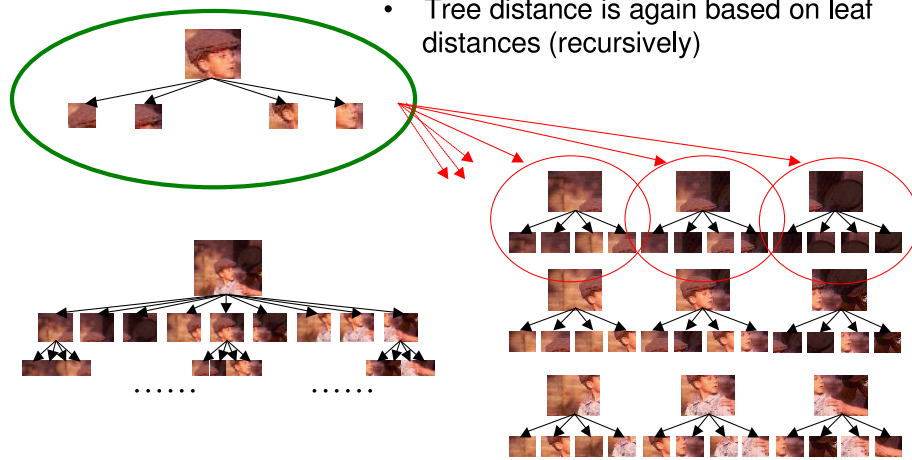 • Tree distance is again based on leaf
distances (recursively)
...... ......